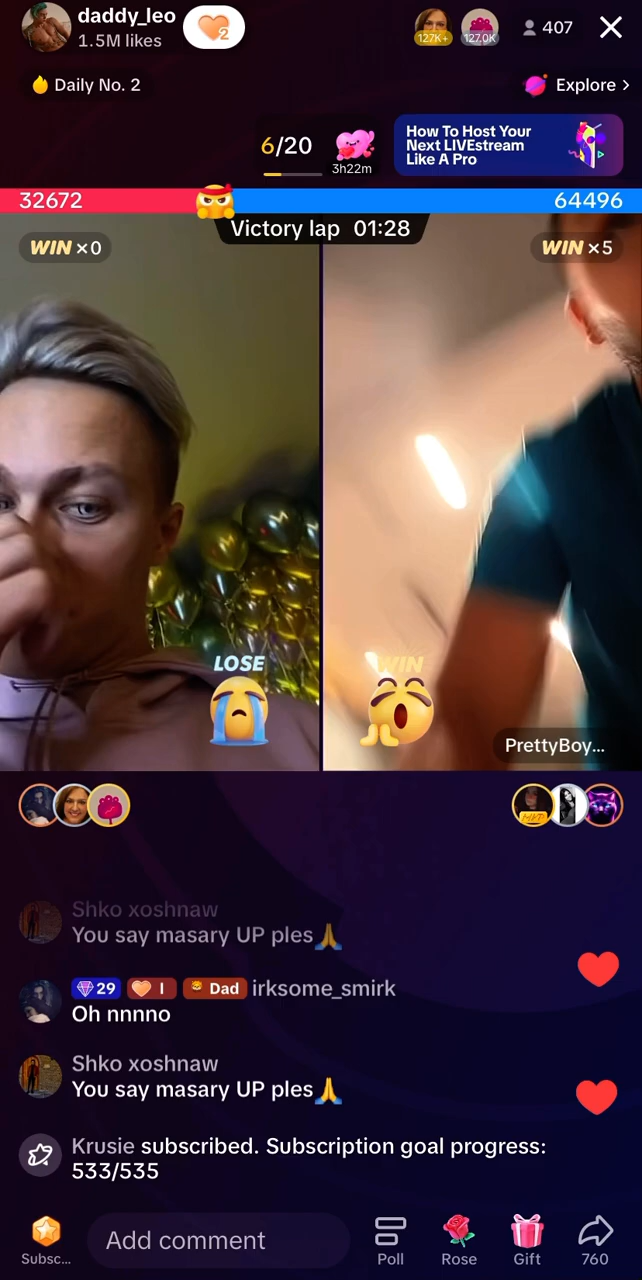 daddy_leo
1.5M likes
2
127K+
127.0K
407
Daily No. 2
Explore >
6/20
3h22m
How To Host Your
Next LIVEstream
Like A Pro
32672
64496
Victory lap 01:28
WIN ×0
WIN ×5
LOSE
WIN
PrettyBoy...
MVP
Shko xoshnaw
You say masary UP ples🙏
29
I
Dad
irksome_smirk
Oh nnnno
Shko xoshnaw
You say masary UP ples🙏
Krusie subscribed. Subscription goal progress:
533/535
Subsc...
Add comment
Poll
Rose
Gift
760